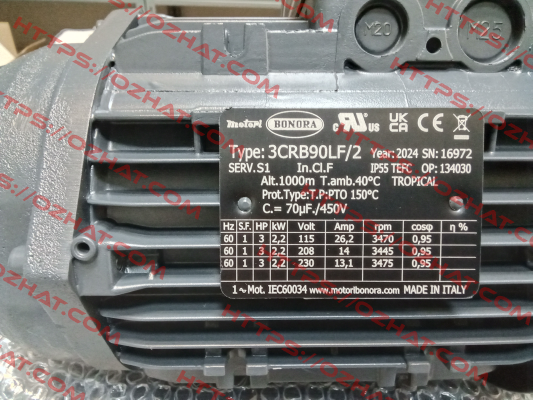 M20 M25
Motori BONORA c UL us UK CA CE
Type: 3CRB90LF/2 Year: 2024 SN: 16972
SERV.S1 In.Cl.F IP55 TEFC OP: 134030
Alt.1000m T.amb.40°C TROPICAL
Prot.Type:T.P:PTO 150°C
C.= 70µF./450V
Hz S.F. HP kW Volt Amp rpm cosφ η %
60 1 3 2,2 115 26,2 3470 0,95
60 1 3 2,2 208 14 3445 0,95
60 1 3 2,2 230 13,1 3475 0,95
1~Mot. IEC60034 www.motoribonora.com MADE IN ITALY
HTTPS://OZHAT.COM